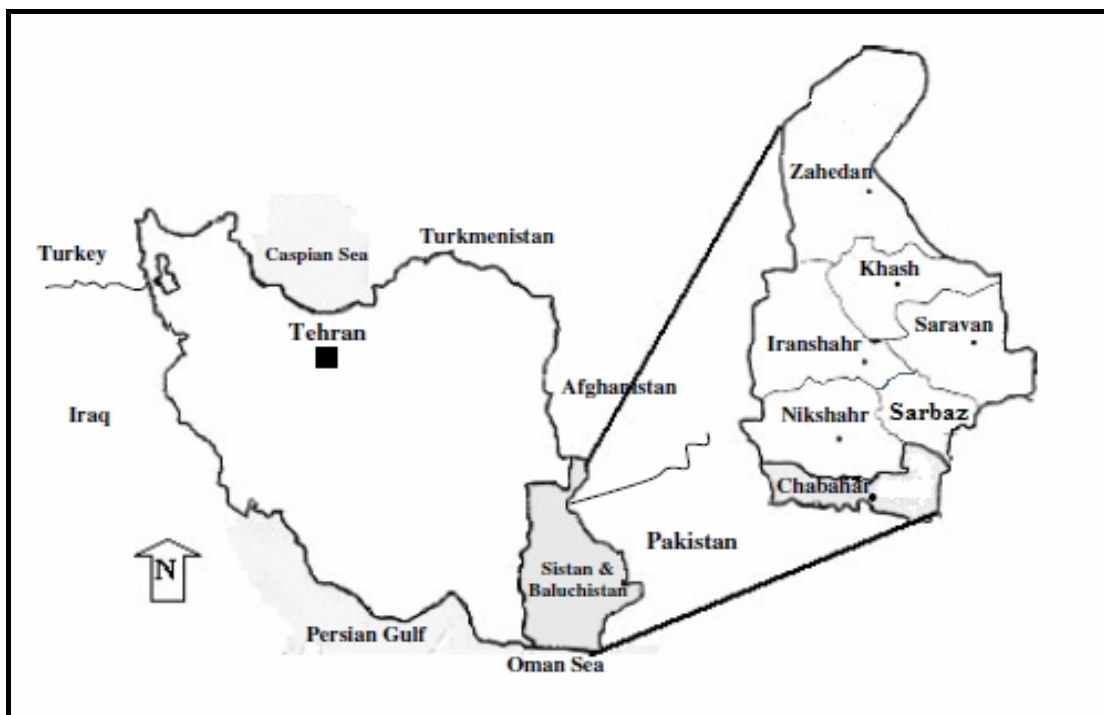 Turkey
Caspian Sea
Turkmenistan
Tehran
Iraq
Afghanistan
N
Pakistan
Sistan &
Baluchistan
Persian Gulf
Oman Sea
Zahedan
Khash
Saravan
Iranshahr
Nikshahr
Sarbaz
Chabahar